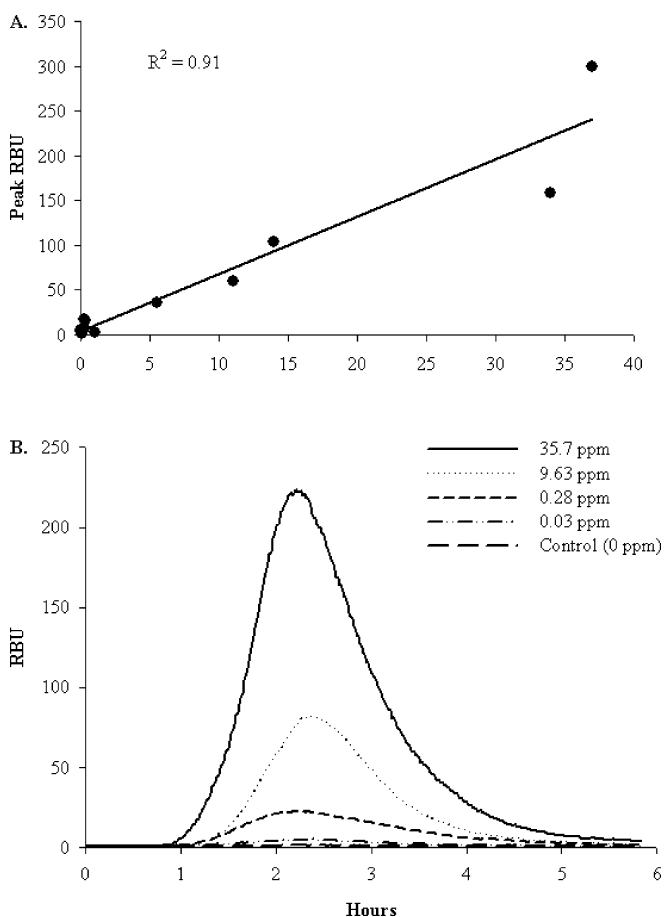 A.
R² = 0.91
Peak RBU
350
300
250
200
150
100
50
0
0 5 10 15 20 25 30 35 40
B.
35.7 ppm
9.63 ppm
0.28 ppm
0.03 ppm
Control (0 ppm)
RBU
250
200
150
100
50
0
0 1 2 3 4 5 6
Hours